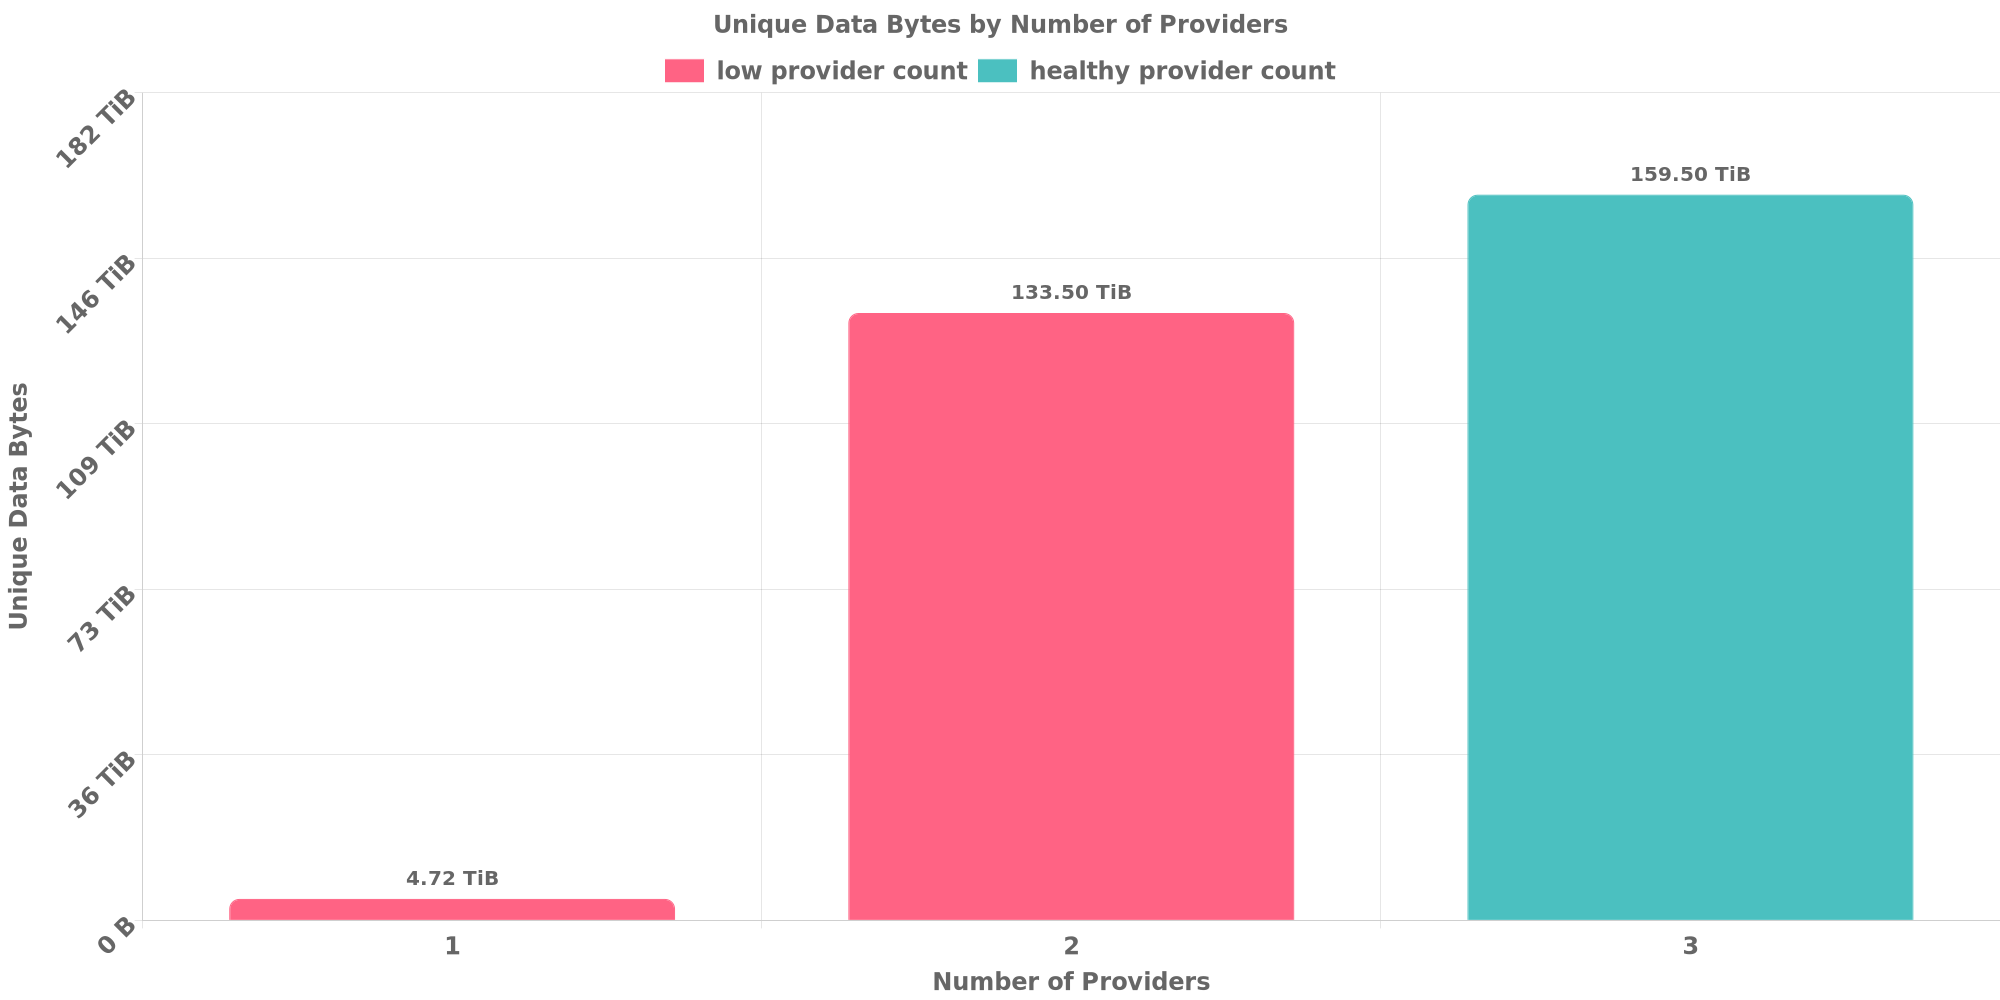 Unique Data Bytes by Number of Providers
low provider count healthy provider count
182 TiB
146 TiB
109 TiB
73 TiB
36 TiB
0 B
Unique Data Bytes
4.72 TiB
133.50 TiB
159.50 TiB
1 2 3
Number of Providers